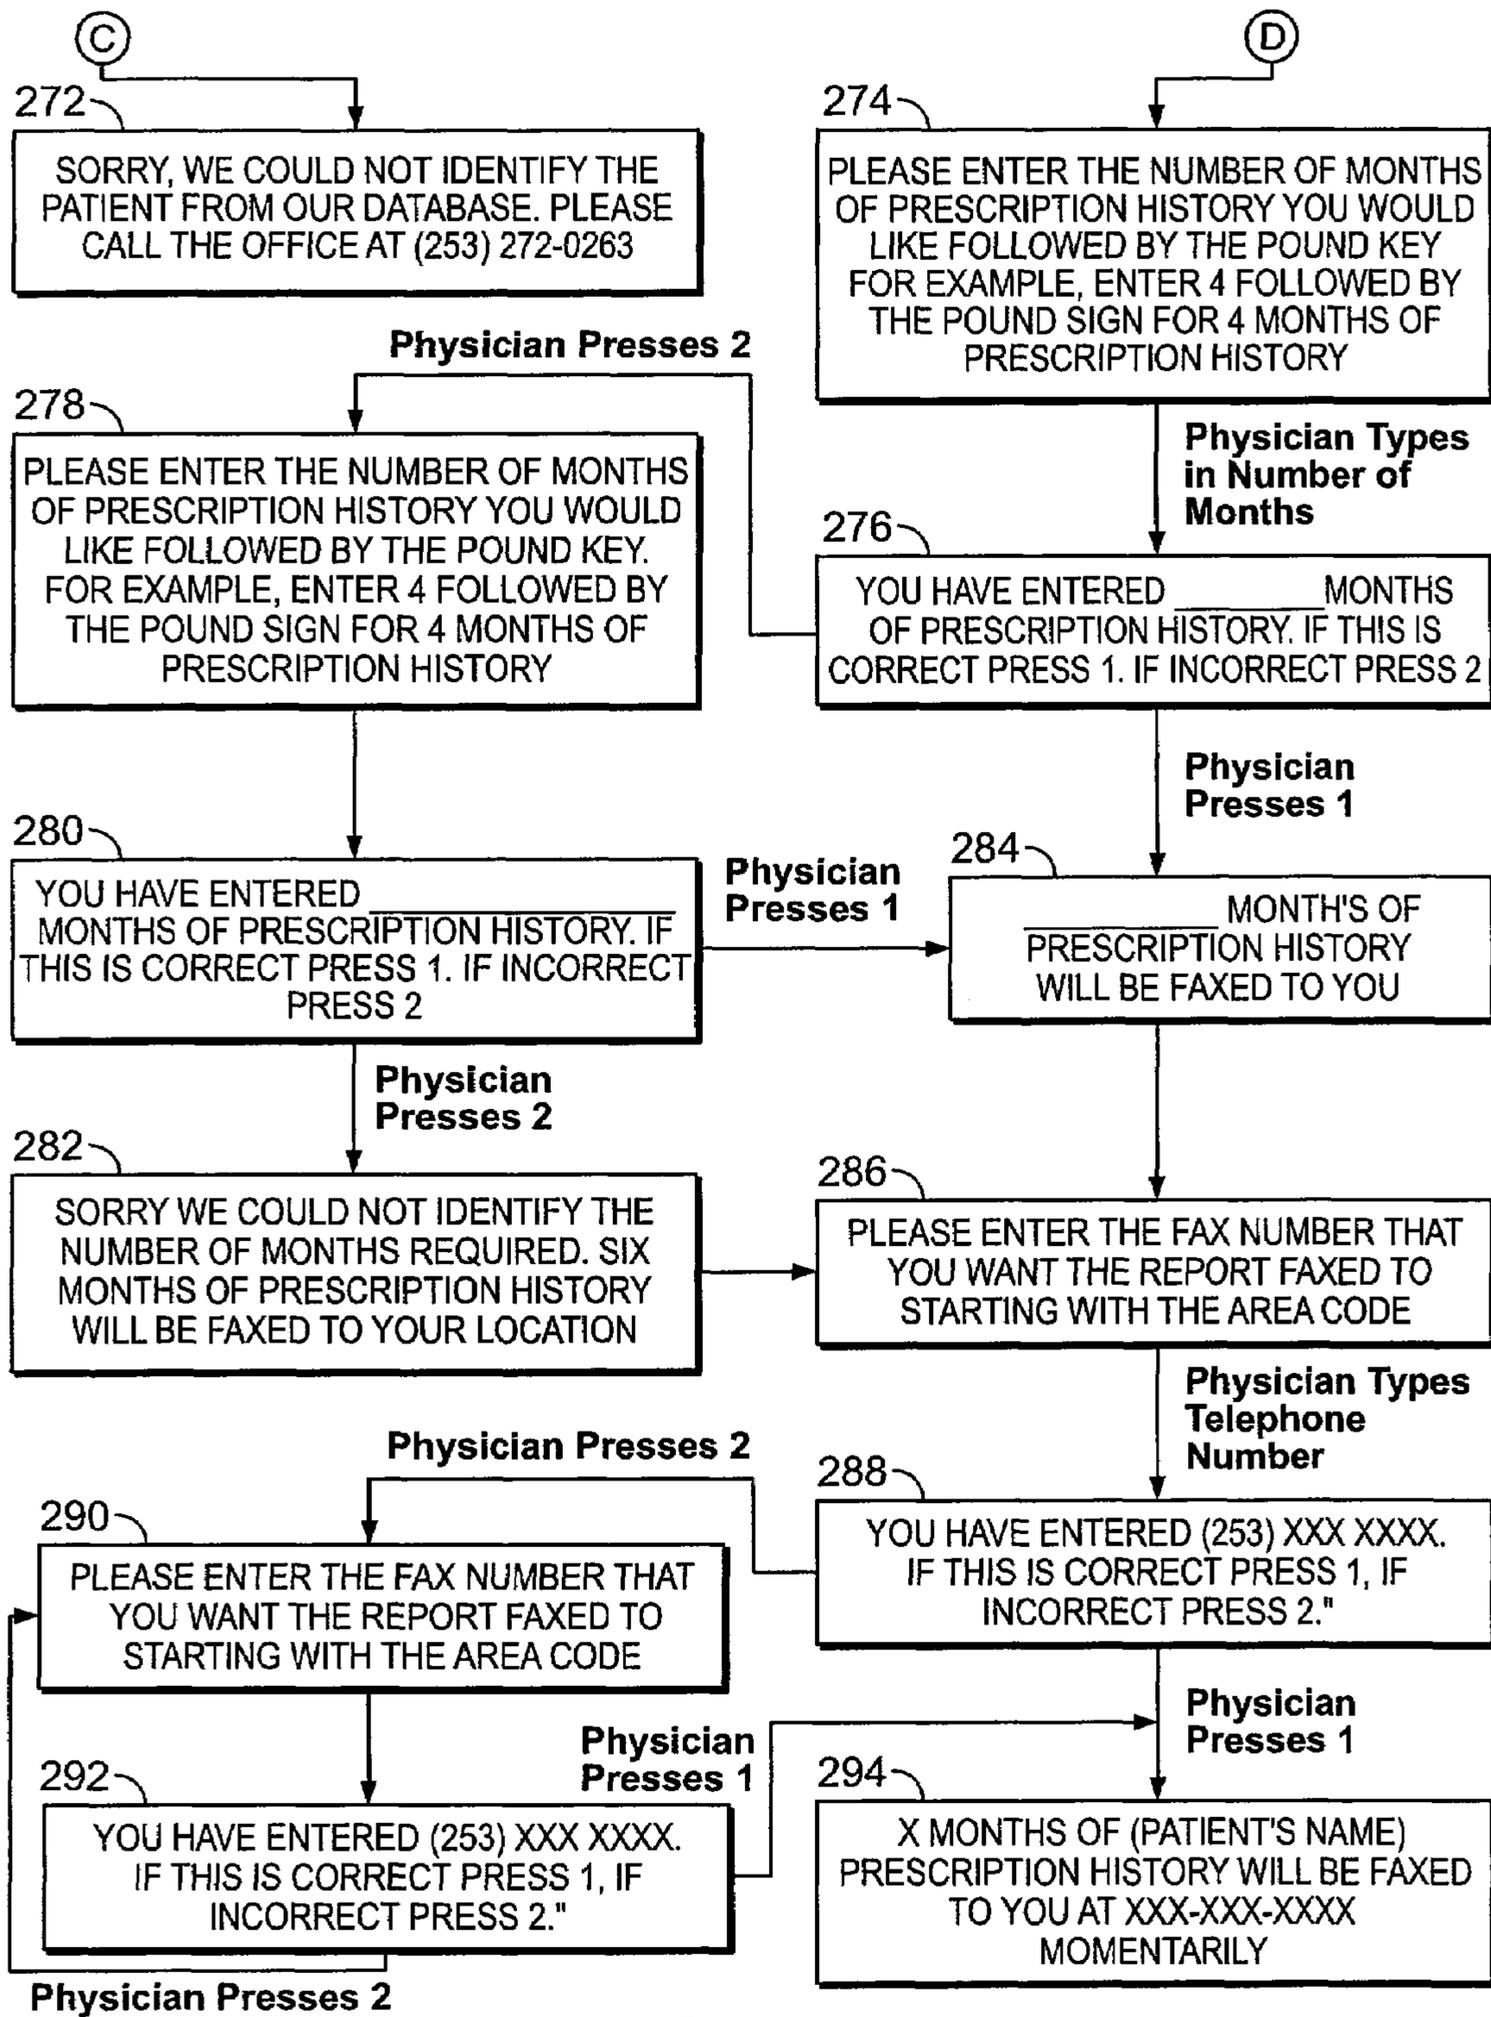 C
D
272
SORRY, WE COULD NOT IDENTIFY THE
PATIENT FROM OUR DATABASE. PLEASE
CALL THE OFFICE AT (253) 272-0263
274
PLEASE ENTER THE NUMBER OF MONTHS
OF PRESCRIPTION HISTORY YOU WOULD
LIKE FOLLOWED BY THE POUND KEY
FOR EXAMPLE, ENTER 4 FOLLOWED BY
THE POUND SIGN FOR 4 MONTHS OF
PRESCRIPTION HISTORY
Physician Presses 2
Physician Types
in Number of
Months
278
PLEASE ENTER THE NUMBER OF MONTHS
OF PRESCRIPTION HISTORY YOU WOULD
LIKE FOLLOWED BY THE POUND KEY.
FOR EXAMPLE, ENTER 4 FOLLOWED BY
THE POUND SIGN FOR 4 MONTHS OF
PRESCRIPTION HISTORY
276
YOU HAVE ENTERED ________ MONTHS
OF PRESCRIPTION HISTORY. IF THIS IS
CORRECT PRESS 1. IF INCORRECT PRESS 2
Physician
Presses 1
280
YOU HAVE ENTERED ________________
MONTHS OF PRESCRIPTION HISTORY. IF
THIS IS CORRECT PRESS 1. IF INCORRECT
PRESS 2
Physician
Presses 1
284
__________ MONTH'S OF
PRESCRIPTION HISTORY
WILL BE FAXED TO YOU
Physician
Presses 2
282
SORRY WE COULD NOT IDENTIFY THE
NUMBER OF MONTHS REQUIRED. SIX
MONTHS OF PRESCRIPTION HISTORY
WILL BE FAXED TO YOUR LOCATION
286
PLEASE ENTER THE FAX NUMBER THAT
YOU WANT THE REPORT FAXED TO
STARTING WITH THE AREA CODE
Physician Types
Telephone
Number
Physician Presses 2
288
YOU HAVE ENTERED (253) XXX XXXX.
IF THIS IS CORRECT PRESS 1, IF
INCORRECT PRESS 2."
290
PLEASE ENTER THE FAX NUMBER THAT
YOU WANT THE REPORT FAXED TO
STARTING WITH THE AREA CODE
Physician
Presses 1
Physician
Presses 1
292
YOU HAVE ENTERED (253) XXX XXXX.
IF THIS IS CORRECT PRESS 1, IF
INCORRECT PRESS 2."
294
X MONTHS OF (PATIENT'S NAME)
PRESCRIPTION HISTORY WILL BE FAXED
TO YOU AT XXX-XXX-XXXX
MOMENTARILY
Physician Presses 2